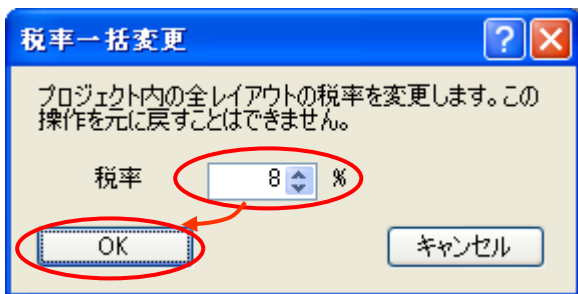 税率一括変更
プロジェクト内の全レイアウトの税率を変更します。この
操作を元に戻すことはできません。
税率 8 %
OK キャンセル